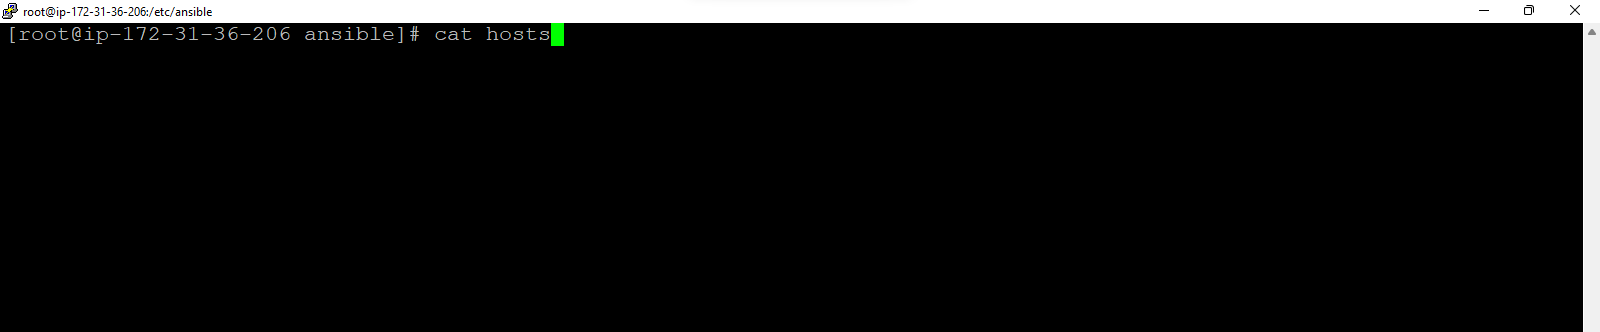 root@ip-172-31-36-206:/etc/ansible
[root@ip-172-31-36-206 ansible]# cat hosts